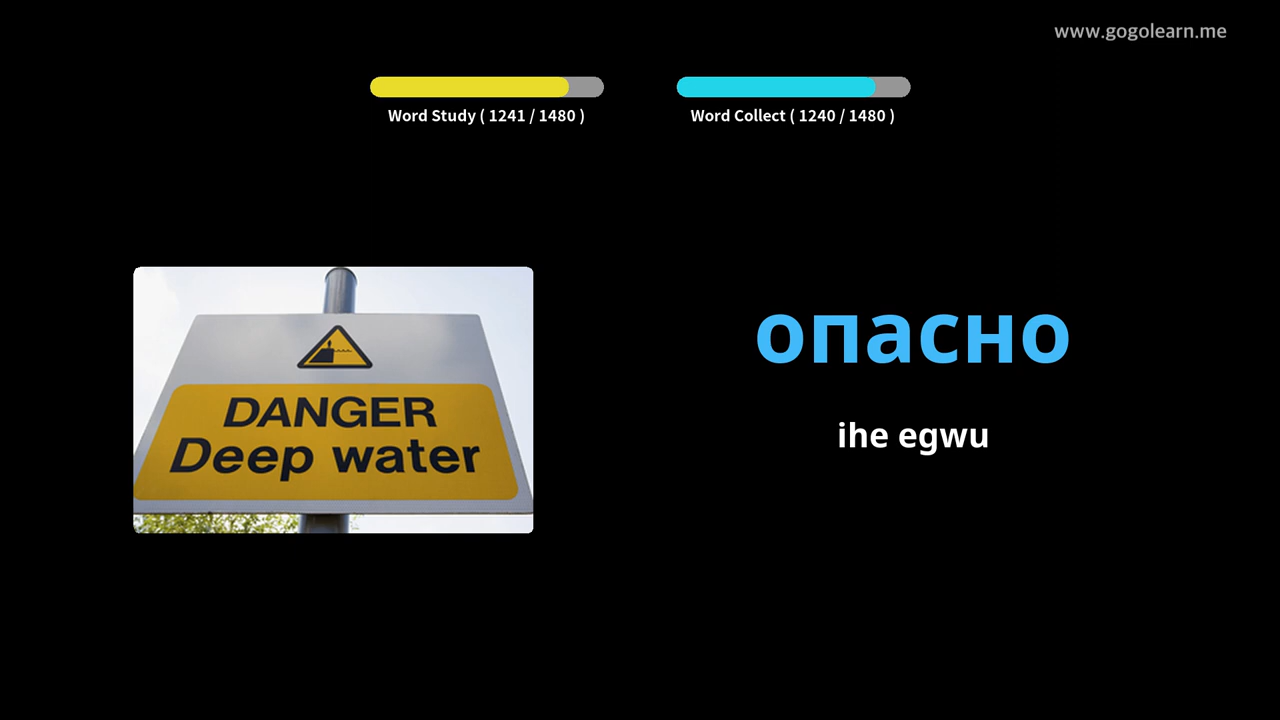 www.gogolearn.me
Word Study ( 1241 / 1480 )
Word Collect ( 1240 / 1480 )
DANGER
Deep water
опасно
ihe egwu